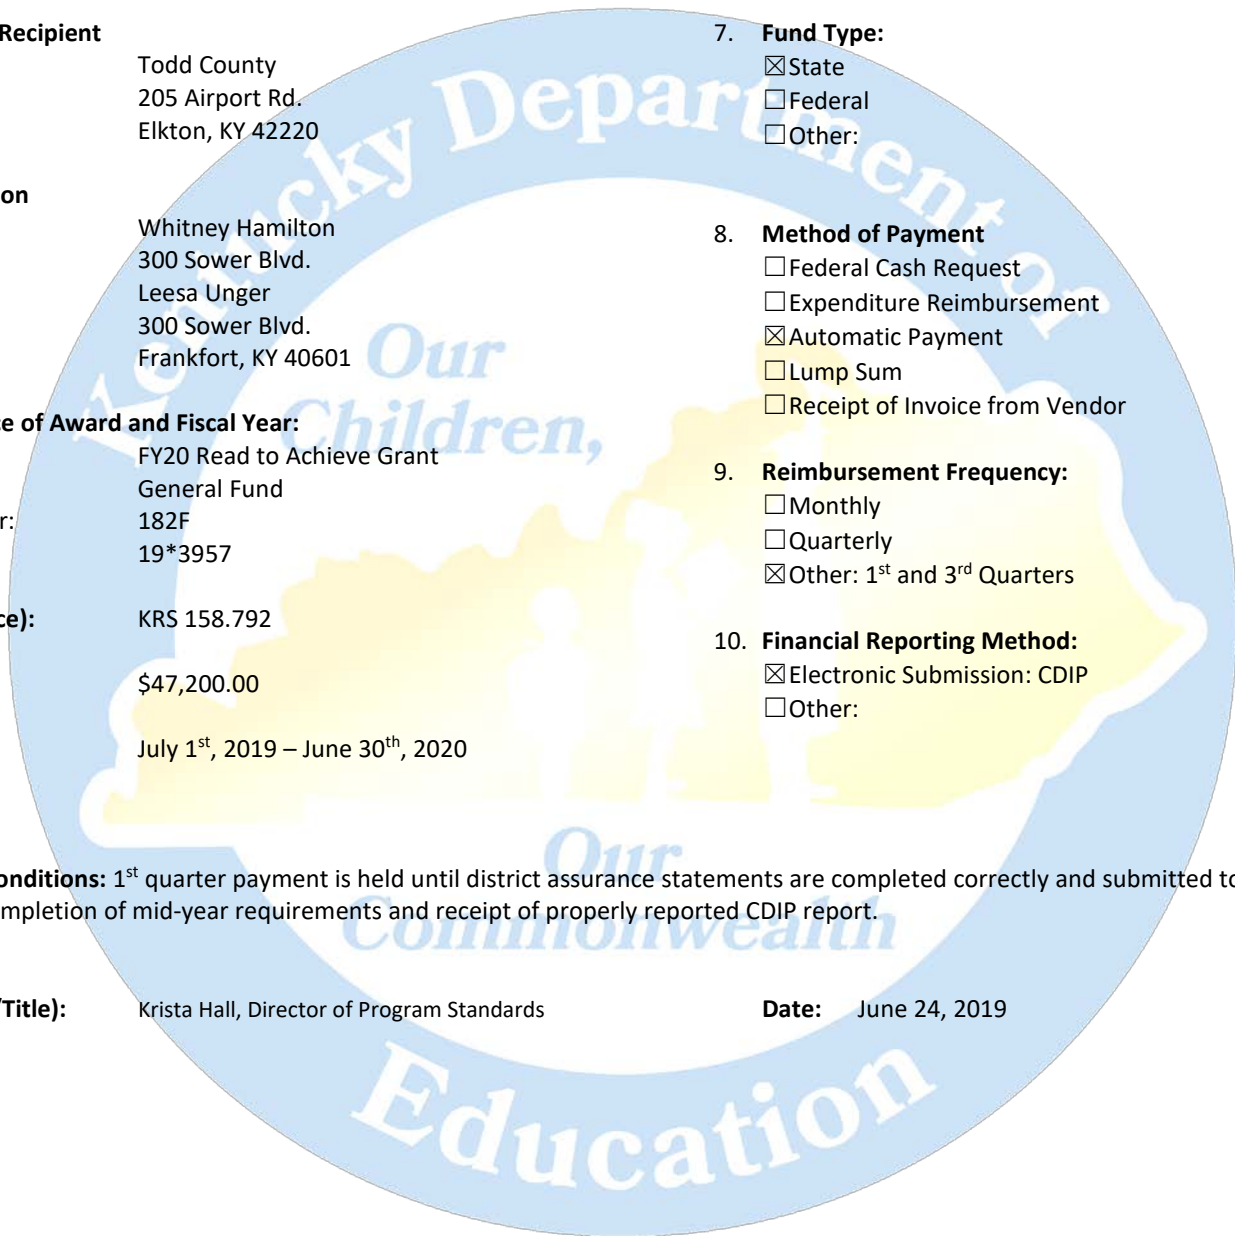 Recipient
Todd County
205 Airport Rd.
Elkton, KY 42220
on
Whitney Hamilton
300 Sower Blvd.
Leesa Unger
300 Sower Blvd.
Frankfort, KY 40601
e of Award and Fiscal Year:
FY20 Read to Achieve Grant
General Fund
r: 182F
19*3957
ce): KRS 158.792
$47,200.00
July 1st, 2019 – June 30th, 2020
7. Fund Type:
☒State
☐Federal
☐Other:
8. Method of Payment
☐Federal Cash Request
☐Expenditure Reimbursement
☒Automatic Payment
☐Lump Sum
☐Receipt of Invoice from Vendor
9. Reimbursement Frequency:
☐Monthly
☐Quarterly
☒Other: 1st and 3rd Quarters
10. Financial Reporting Method:
☒Electronic Submission: CDIP
☐Other:
onditions: 1st quarter payment is held until district assurance statements are completed correctly and submitted to
mpletion of mid-year requirements and receipt of properly reported CDIP report.
/Title): Krista Hall, Director of Program Standards Date: June 24, 2019
Kentucky Department of
Education
Our
Children,
Our
Commonwealth